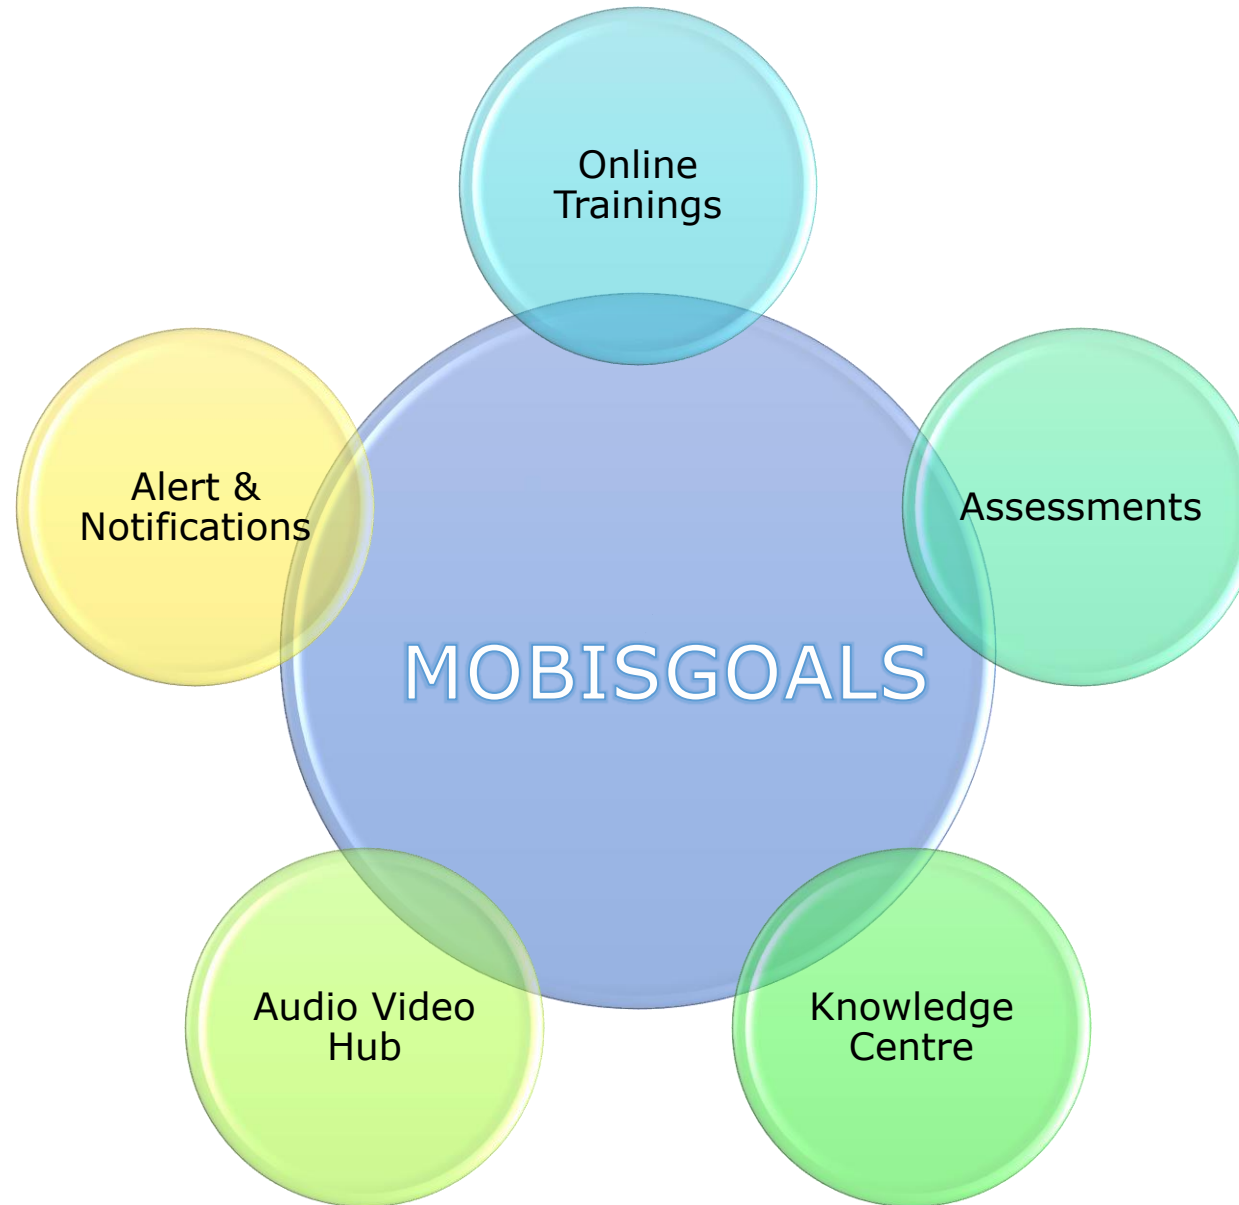 Online
Trainings
Alert &
Notifications
Assessments
MOBISGOALS
Audio Video
Hub
Knowledge
Centre